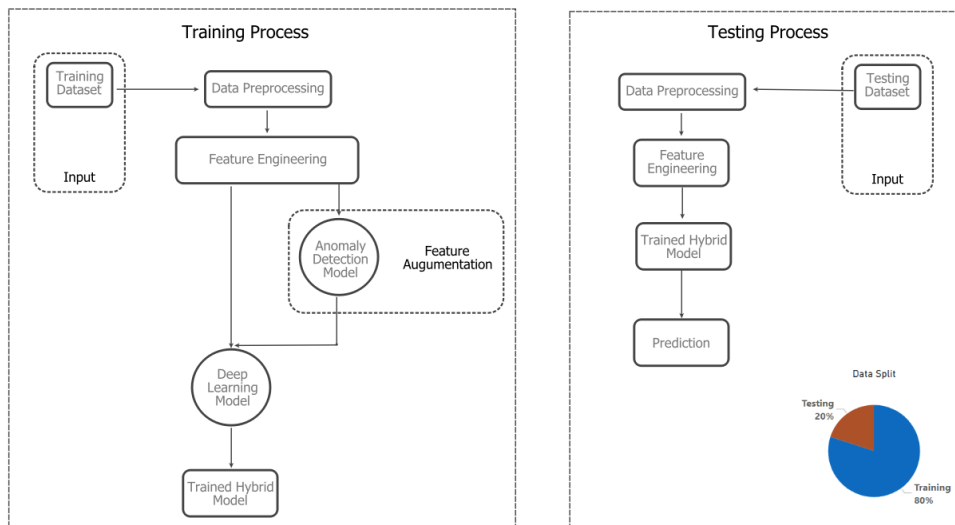 Training Process
Training
Dataset
Input
Data Preprocessing
Feature Engineering
Anomaly
Detection
Model
Feature
Augumentation
Deep
Learning
Model
Trained Hybrid
Model
Testing Process
Data Preprocessing
Testing
Dataset
Input
Feature
Engineering
Trained Hybrid
Model
Prediction
Data Split
Testing
20%
Training
80%